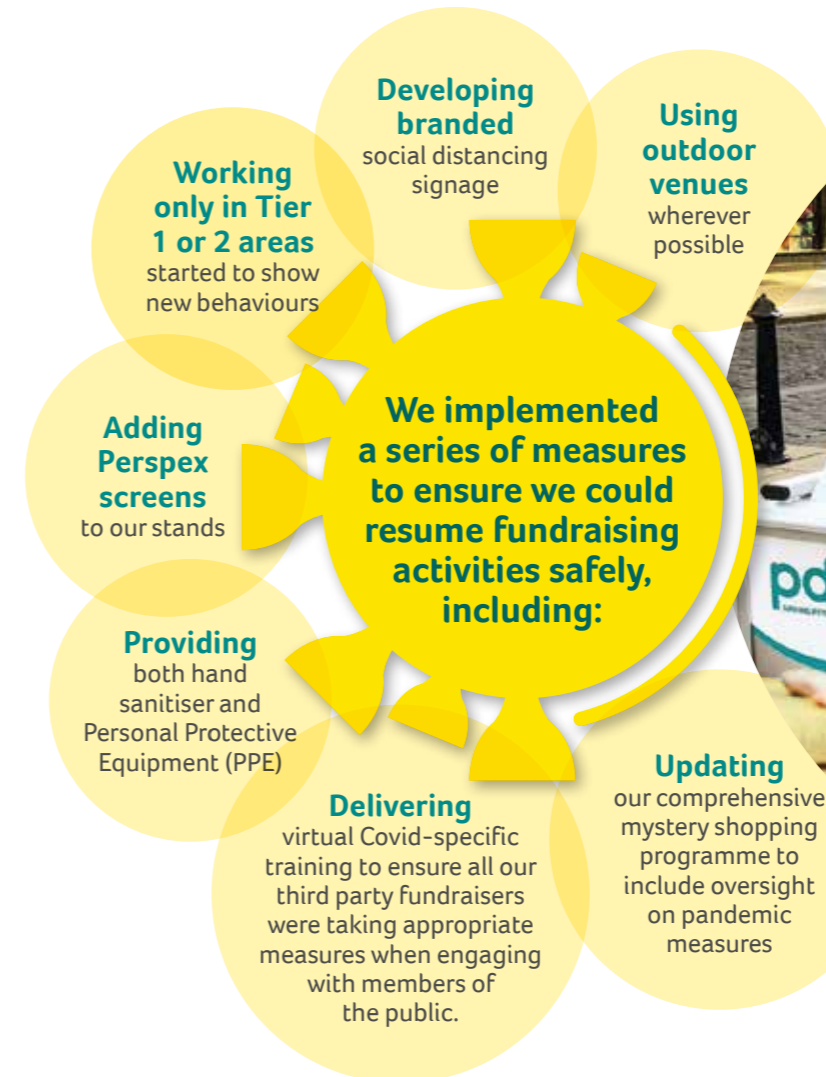 We implemented
a series of measures
to ensure we could
resume fundraising
activities safely,
including:
Using
outdoor
venues
wherever
possible
Developing
branded
social distancing
signage
Working
only in Tier
1 or 2 areas
started to show
new behaviours
Adding
Perspex
screens
to our stands
Providing
both hand
sanitiser and
Personal Protective
Equipment (PPE)
Delivering
virtual Covid-specific
training to ensure all our
third party fundraisers
were taking appropriate
measures when engaging
with members of
the public.
Updating
our comprehensive
mystery shopping
programme to
include oversight
on pandemic
measures